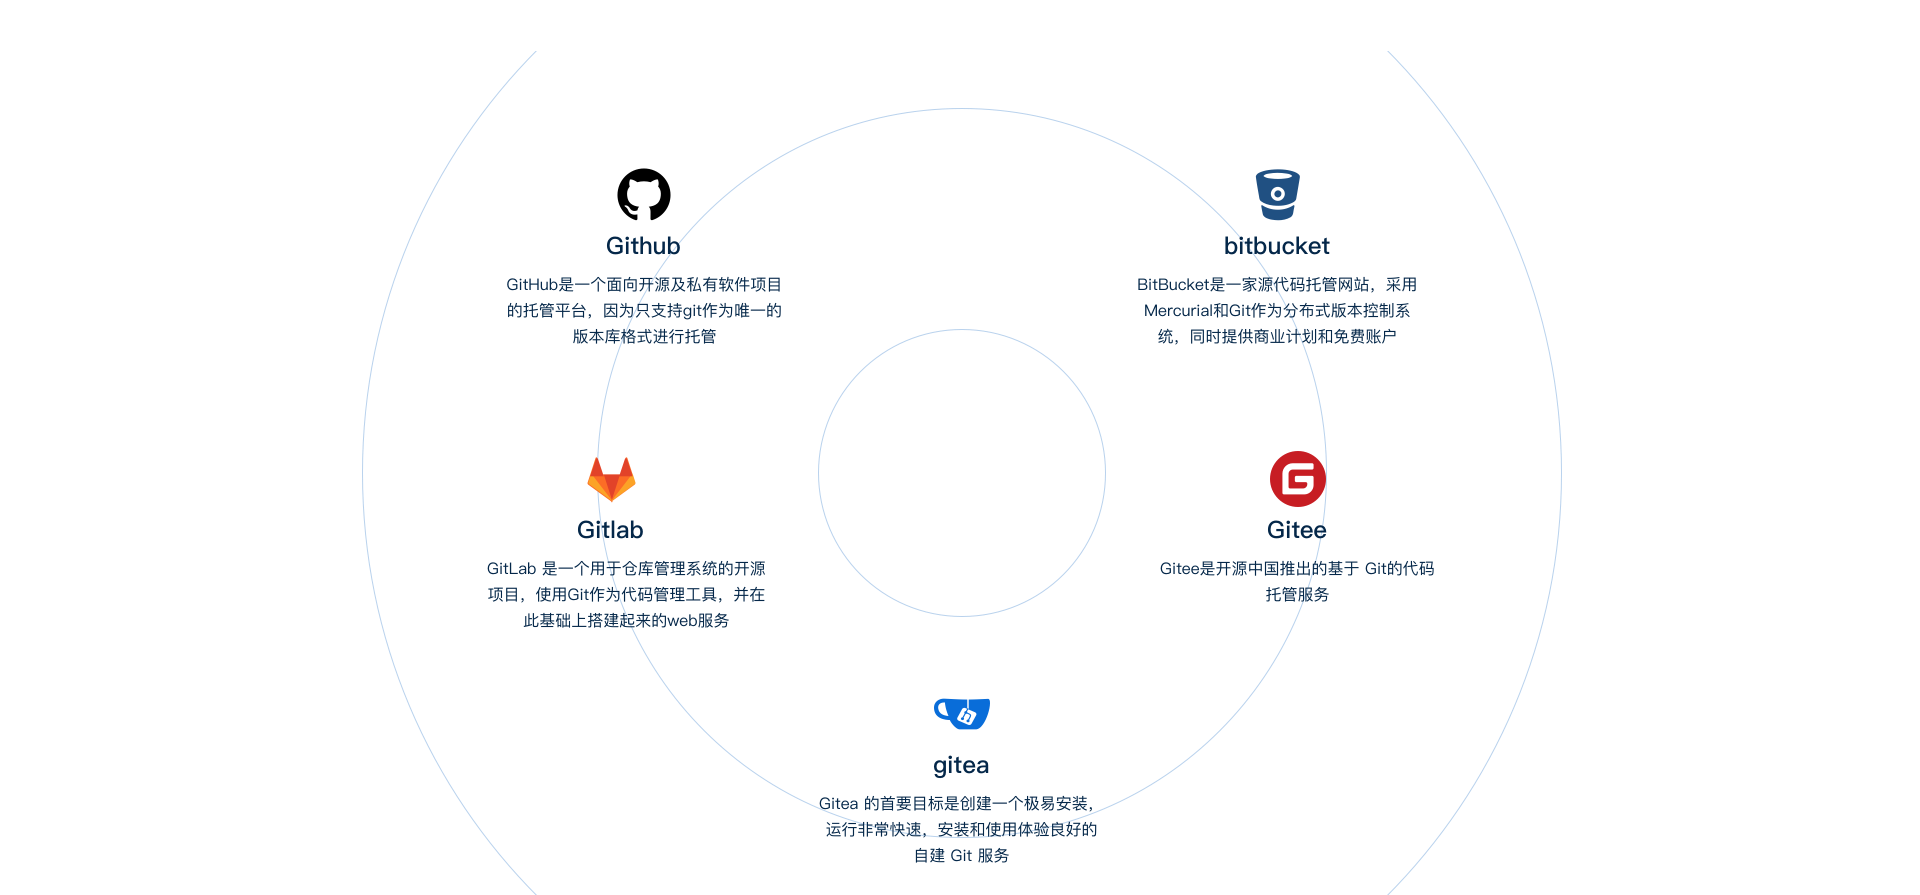 Github
GitHub是一个面向开源及私有软件项目
的托管平台，因为只支持git作为唯一的
版本库格式进行托管
bitbucket
BitBucket是一家源代码托管网站，采用
Mercurial和Git作为分布式版本控制系
统，同时提供商业计划和免费账户
Gitlab
GitLab 是一个用于仓库管理系统的开源
项目，使用Git作为代码管理工具，并在
此基础上搭建起来的web服务
Gitee
Gitee是开源中国推出的基于 Git的代码
托管服务
gitea
Gitea 的首要目标是创建一个极易安装，
运行非常快速，安装和使用体验良好的
自建 Git 服务